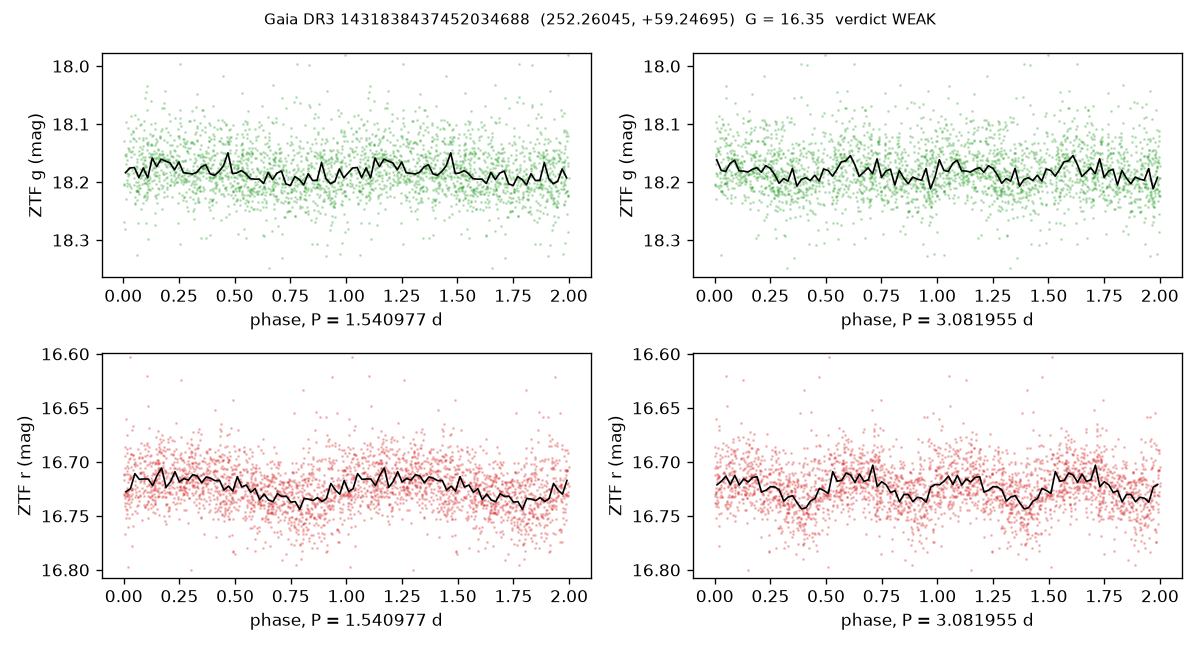 Gaia DR3 1431838437452034688 (252.26045, +59.24695) G = 16.35 verdict WEAK
ZTF g (mag)
18.0
18.1
18.2
18.3
0.00 0.25 0.50 0.75 1.00 1.25 1.50 1.75 2.00
phase, P = 1.540977 d
ZTF g (mag)
18.0
18.1
18.2
18.3
0.00 0.25 0.50 0.75 1.00 1.25 1.50 1.75 2.00
phase, P = 3.081955 d
ZTF r (mag)
16.60
16.65
16.70
16.75
16.80
0.00 0.25 0.50 0.75 1.00 1.25 1.50 1.75 2.00
phase, P = 1.540977 d
ZTF r (mag)
16.60
16.65
16.70
16.75
16.80
0.00 0.25 0.50 0.75 1.00 1.25 1.50 1.75 2.00
phase, P = 3.081955 d